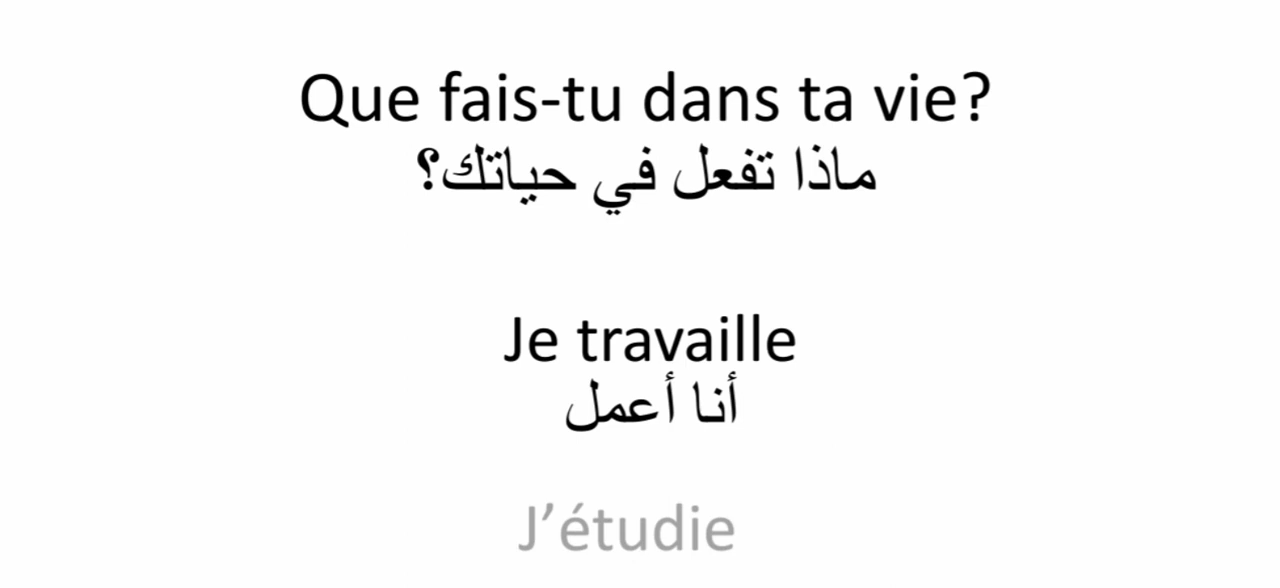 Que fais-tu dans ta vie?
ماذا تفعل في حياتك؟
Je travaille
أنا أعمل
J’étudie